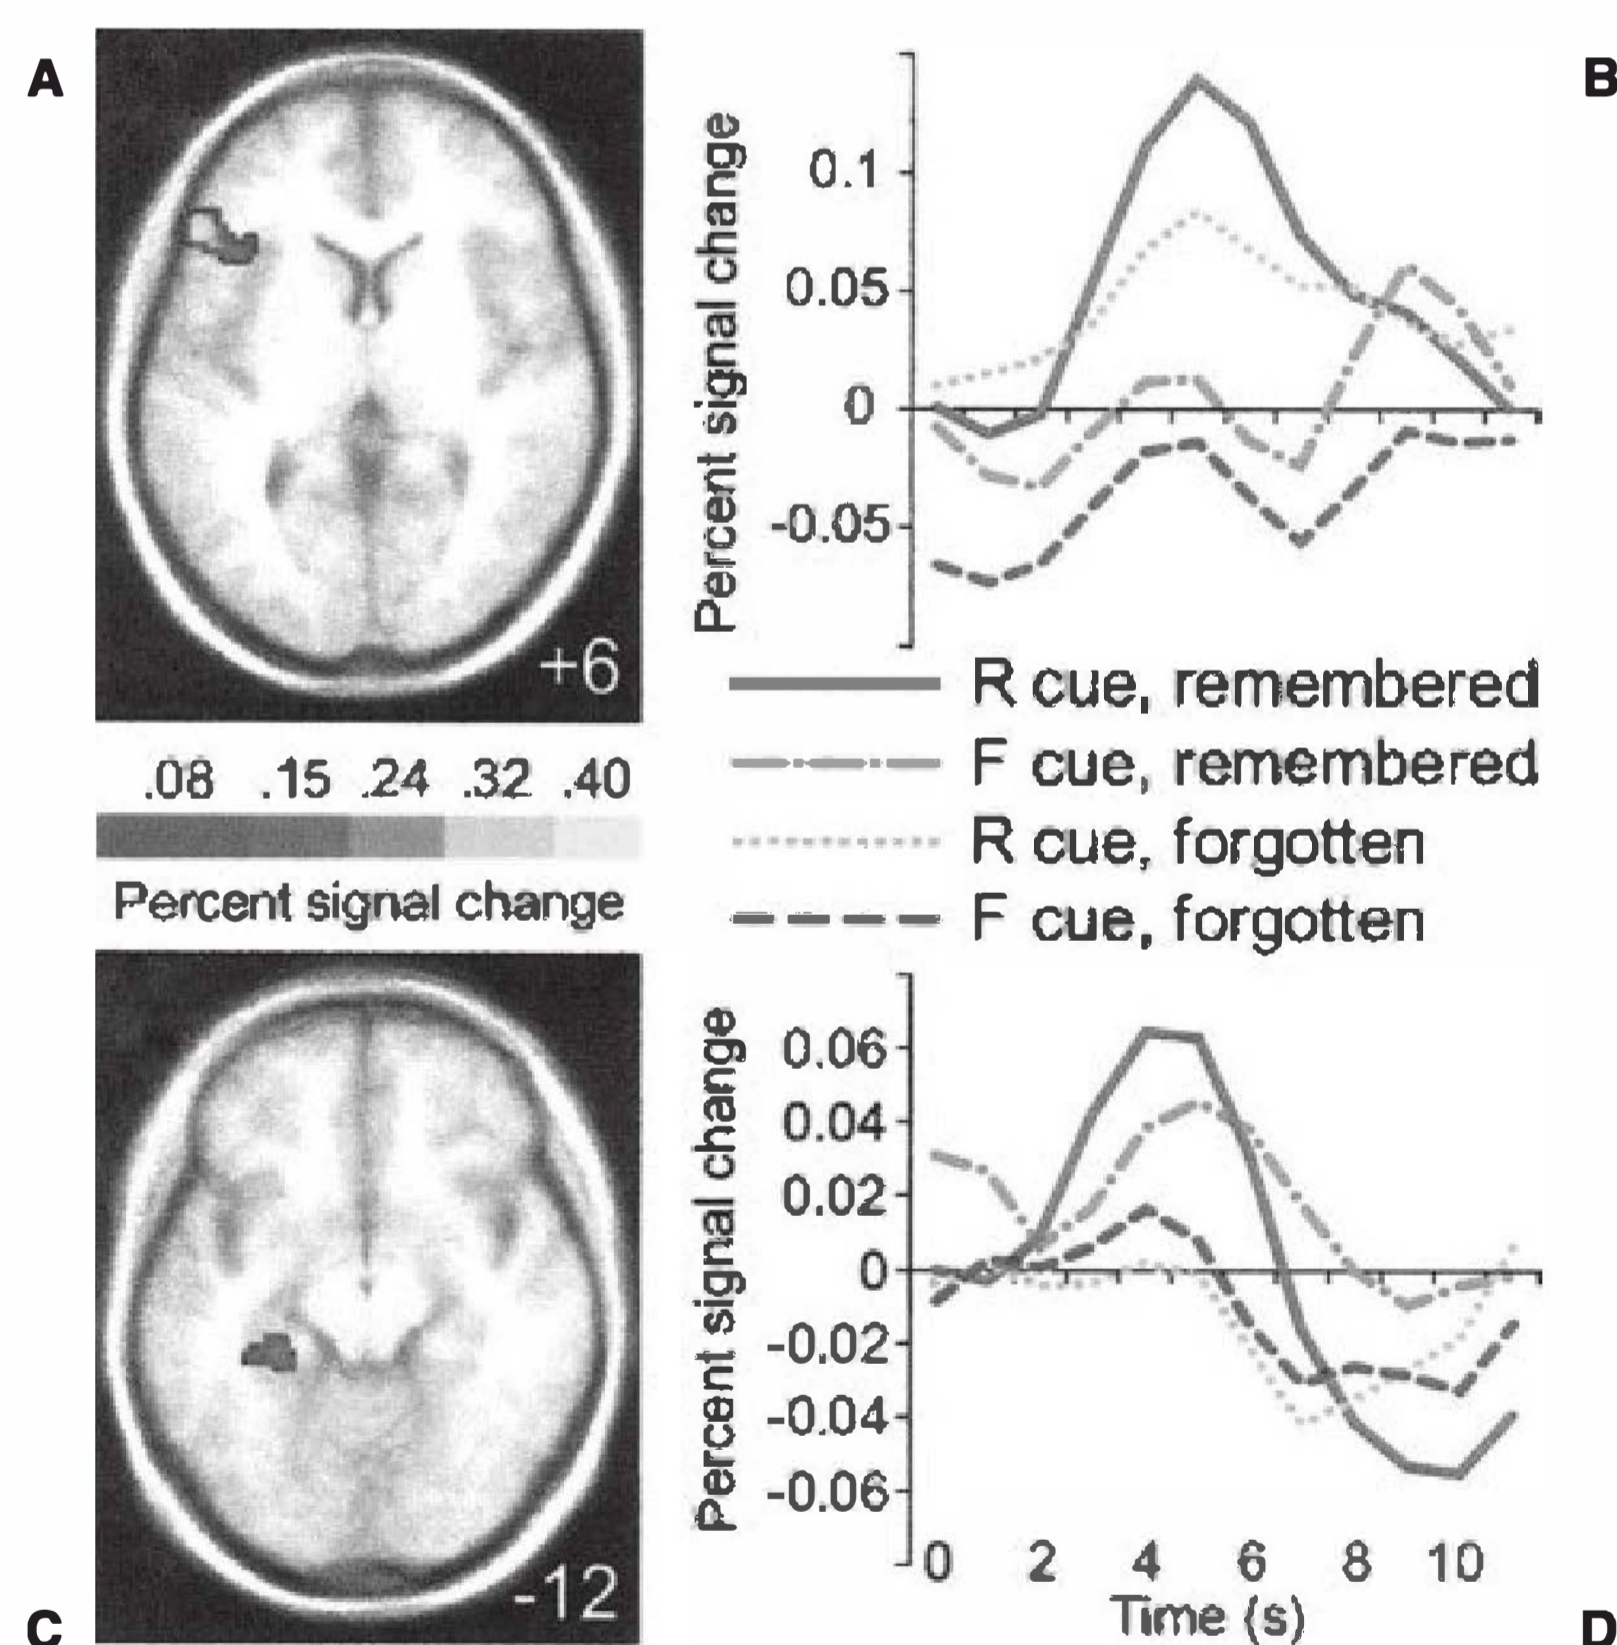 A
B
Percent signal change
0.1
0.05
0
-0.05
+6
R cue, remembered
F cue, remembered
R cue, forgotten
F cue, forgotten
.08 .15 .24 .32 .40
Percent signal change
Percent signal change
0.06
0.04
0.02
0
-0.02
-0.04
-0.06
0 2 4 6 8 10
Time (s)
-12
C
D